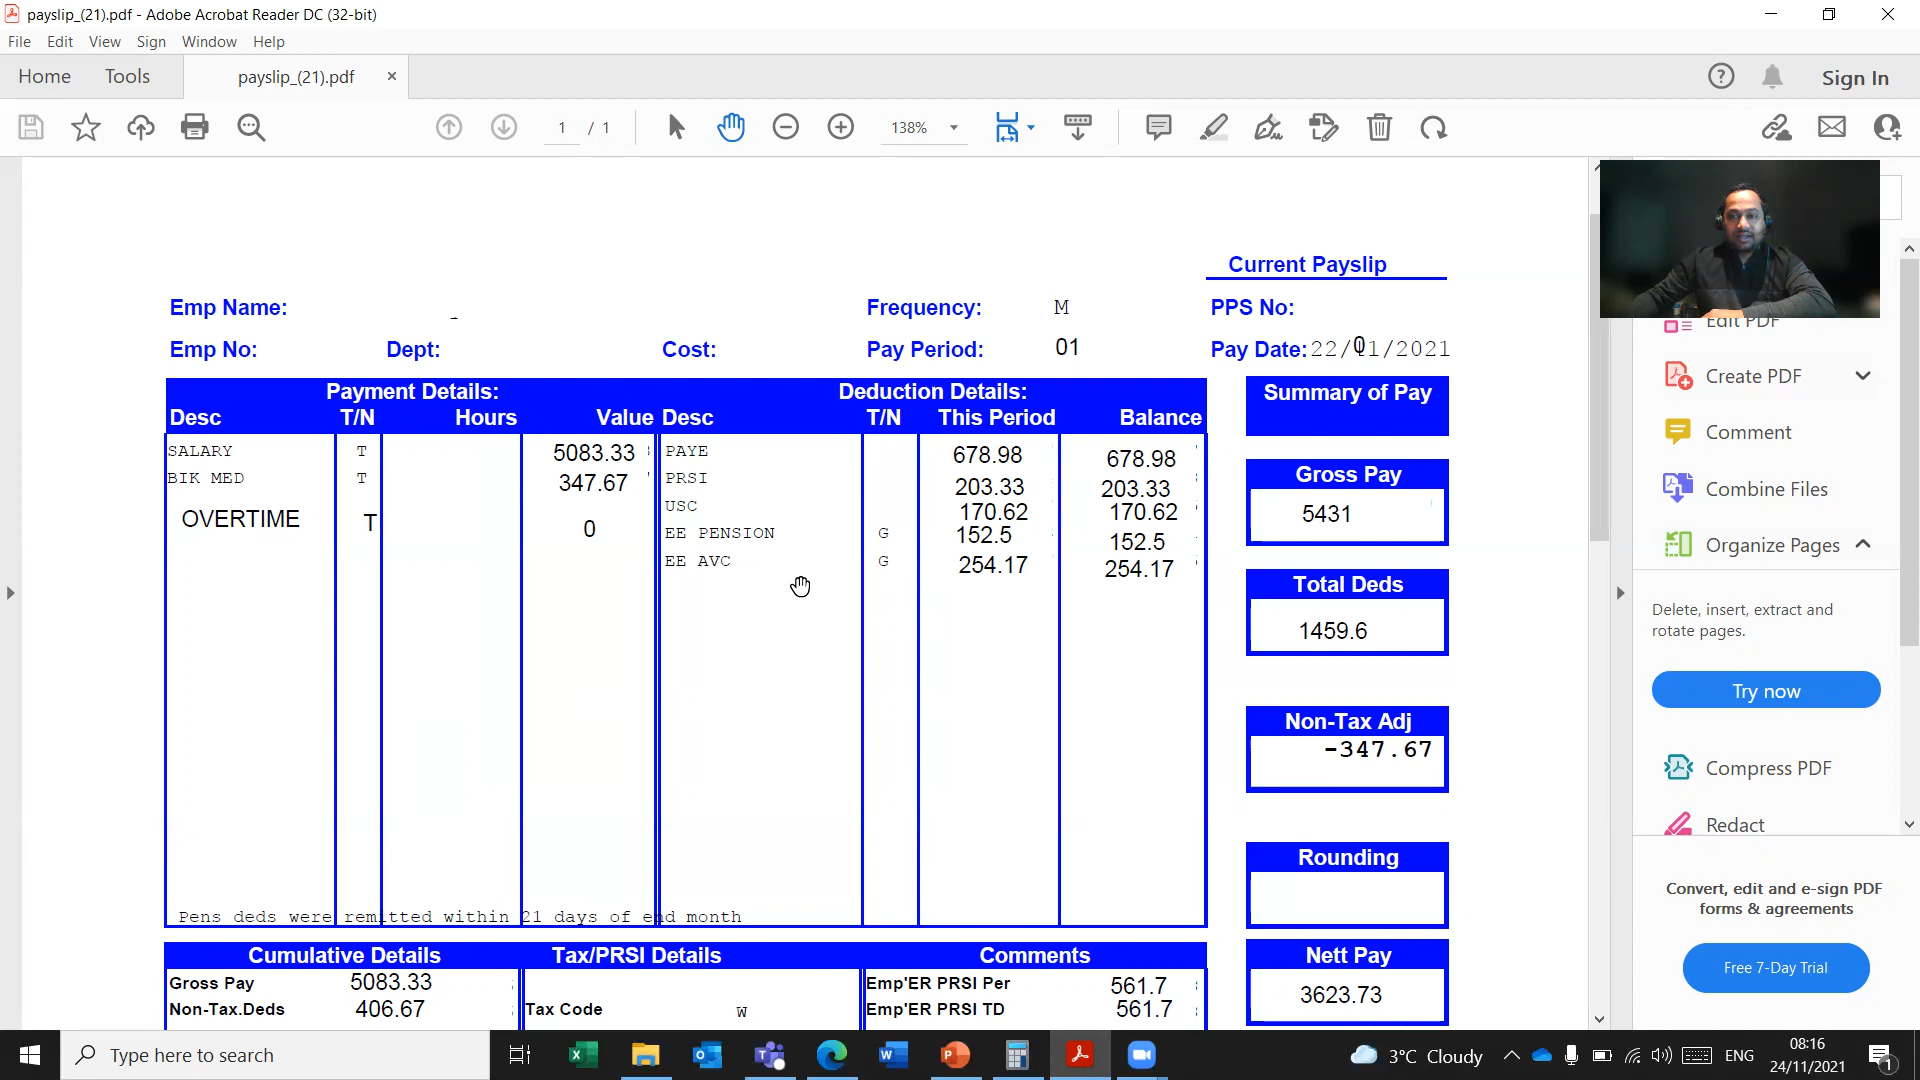 payslip_(21).pdf - Adobe Acrobat Reader DC (32-bit)
File Edit View Sign Window Help
Home Tools payslip_(21).pdf × Sign In
1 / 1 138%
Current Payslip
Emp Name: Frequency: M PPS No:
Emp No: Dept: Cost: Pay Period: 01 Pay Date: 22/01/2021
Payment Details: Deduction Details: Summary of Pay
Desc T/N Hours Value Desc T/N This Period Balance
SALARY T 5083.33 PAYE 678.98 678.98
BIK MED T 347.67 PRSI 203.33 203.33
USC 170.62 170.62
OVERTIME T 0 EE PENSION G 152.5 152.5
EE AVC G 254.17 254.17
Gross Pay
5431
Total Deds
1459.6
Non-Tax Adj
-347.67
Rounding
Pens deds were remitted within 21 days of end month
Cumulative Details Tax/PRSI Details Comments Nett Pay
Gross Pay 5083.33 Emp'ER PRSI Per 561.7
3623.73
Non-Tax.Deds 406.67 Tax Code W Emp'ER PRSI TD 561.7
Edit PDF
Create PDF
Comment
Combine Files
Organize Pages
Delete, insert, extract and
rotate pages.
Try now
Compress PDF
Redact
Convert, edit and e-sign PDF
forms & agreements
Free 7-Day Trial
Type here to search
3°C Cloudy ENG 08:16
24/11/2021
1